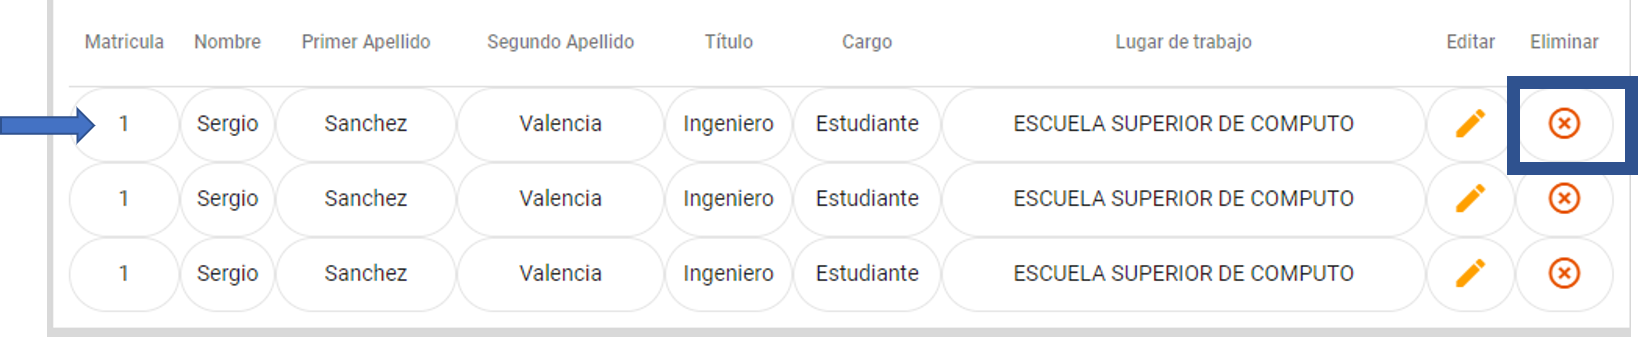 Matricula Nombre Primer Apellido Segundo Apellido Título Cargo Lugar de trabajo Editar Eliminar
1 Sergio Sanchez Valencia Ingeniero Estudiante ESCUELA SUPERIOR DE COMPUTO
1 Sergio Sanchez Valencia Ingeniero Estudiante ESCUELA SUPERIOR DE COMPUTO
1 Sergio Sanchez Valencia Ingeniero Estudiante ESCUELA SUPERIOR DE COMPUTO